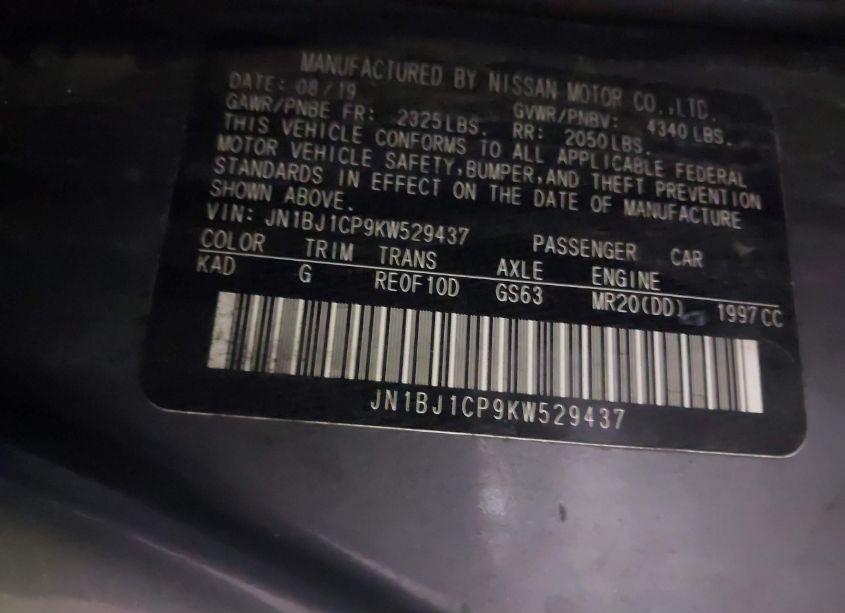 MANUFACTURED BY NISSAN MOTOR CO.,LTD.
DATE: 08/19
GAWR/PNBE FR: 2325LBS. GVWR/PNBV: 4340LBS.
RR: 2050LBS.
THIS VEHICLE CONFORMS TO ALL APPLICABLE FEDERAL
MOTOR VEHICLE SAFETY,BUMPER,AND THEFT PREVENTION
STANDARDS IN EFFECT ON THE DATE OF MANUFACTURE
SHOWN ABOVE.
VIN: JN1BJ1CP9KW529437 PASSENGER CAR
COLOR TRIM TRANS AXLE ENGINE
KAD G RE0F10D GS63 MR20(DD) 1997CC
JN1BJ1CP9KW529437